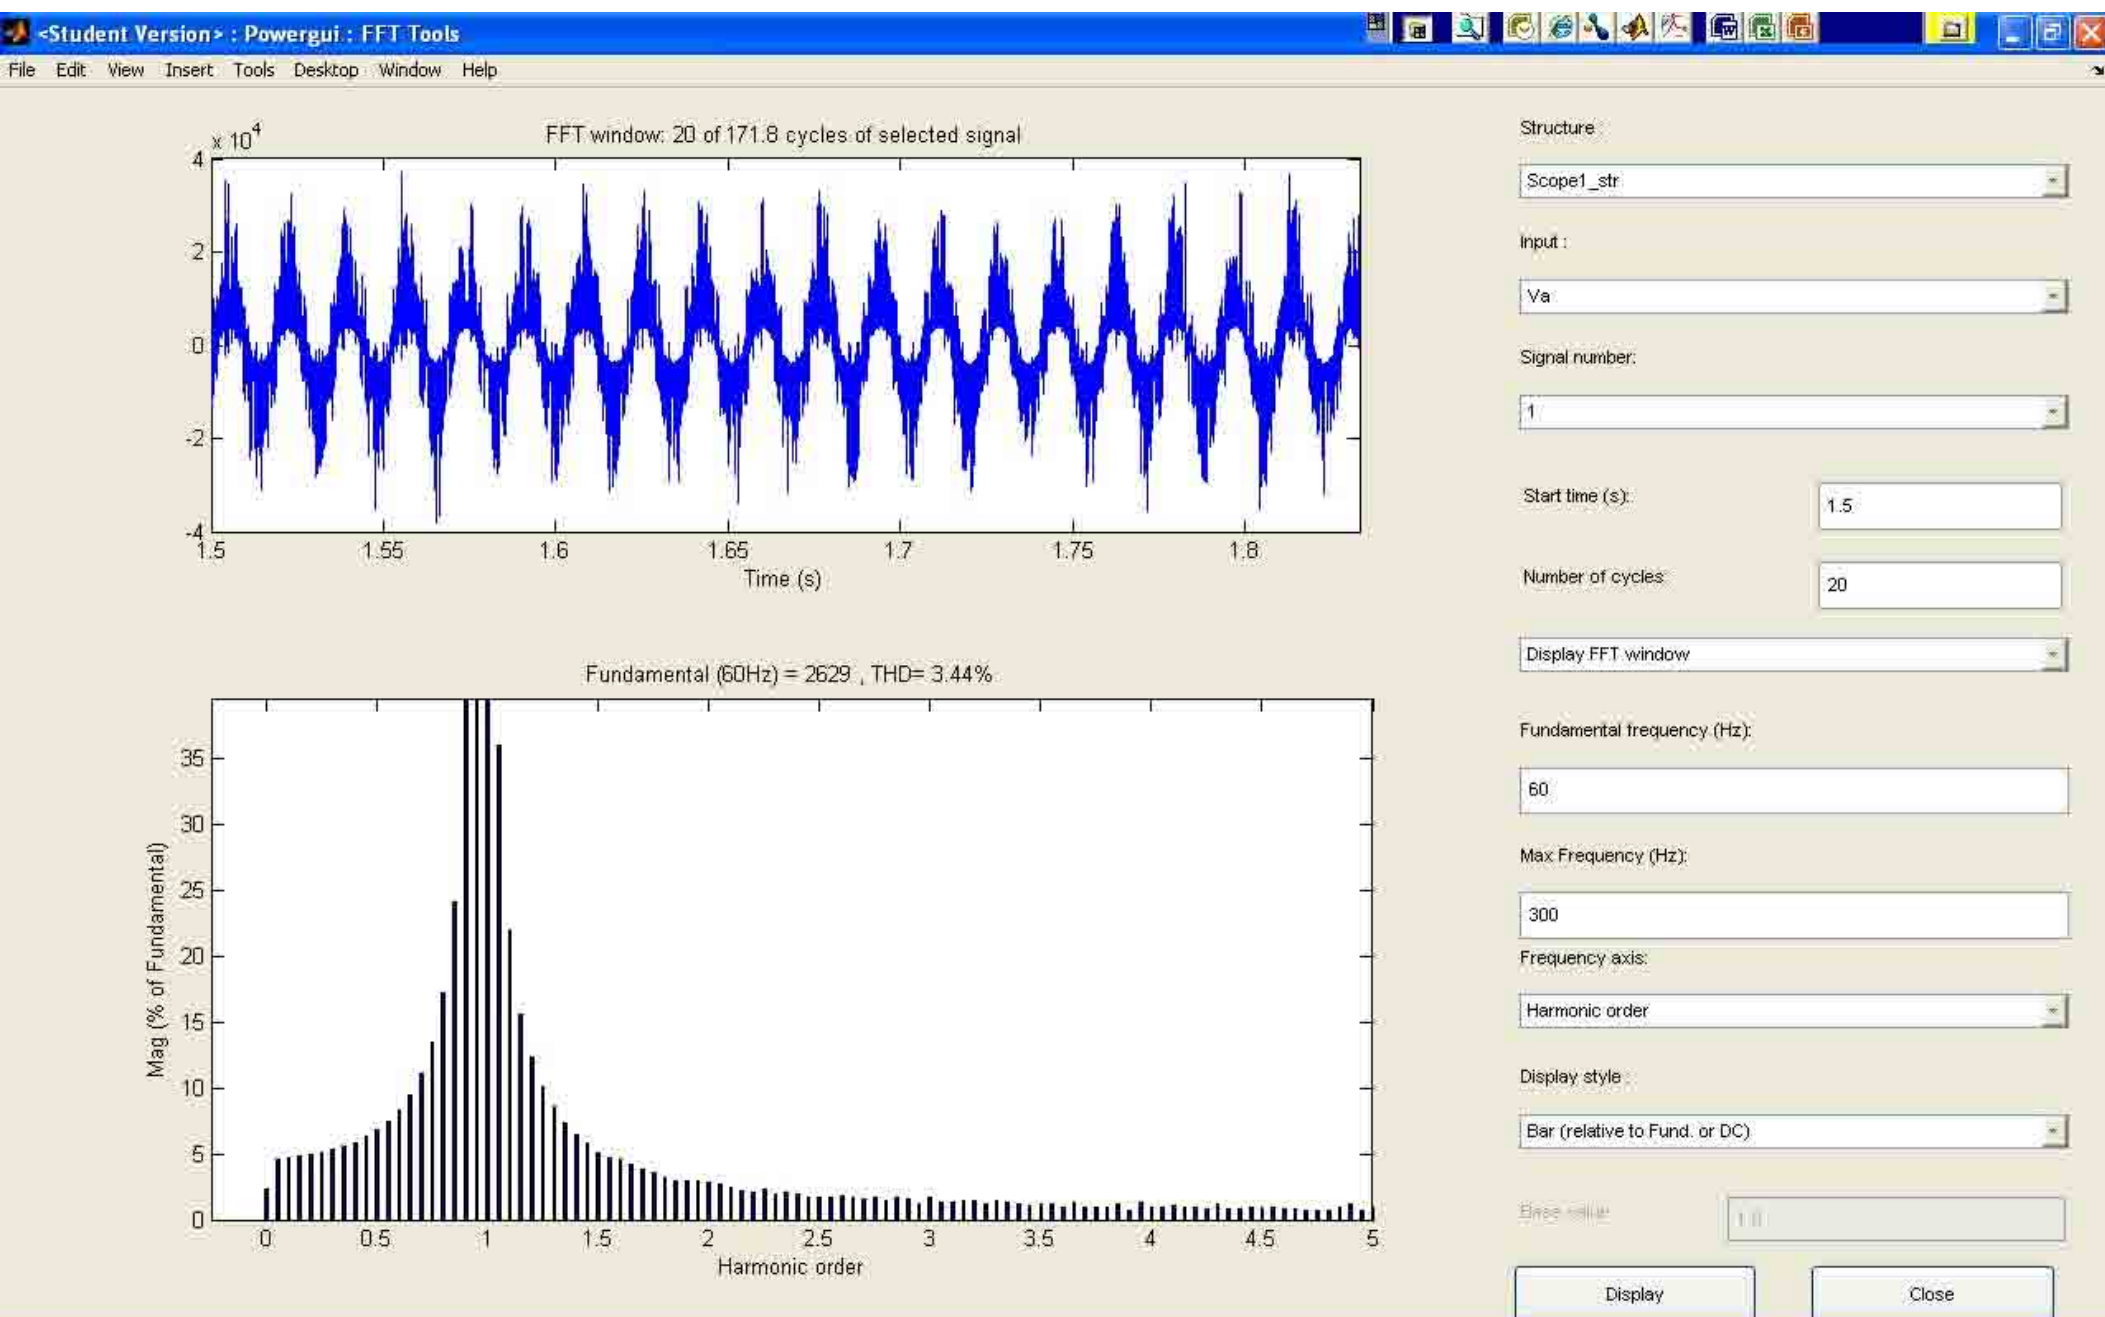 <Student Version> : Powergui : FFT Tools
File Edit View Insert Tools Desktop Window Help
x 10^4
FFT window: 20 of 171.8 cycles of selected signal
4
2
0
-2
-4
1.5 1.55 1.6 1.65 1.7 1.75 1.8
Time (s)
Fundamental (60Hz) = 2629 , THD= 3.44%
Mag (% of Fundamental)
35
30
25
20
15
10
5
0
0 0.5 1 1.5 2 2.5 3 3.5 4 4.5 5
Harmonic order
Structure :
Scope1_str
Input :
Va
Signal number:
1
Start time (s): 1.5
Number of cycles: 20
Display FFT window
Fundamental frequency (Hz):
60
Max Frequency (Hz):
300
Frequency axis:
Harmonic order
Display style :
Bar (relative to Fund. or DC)
Base value: 1.0
Display Close